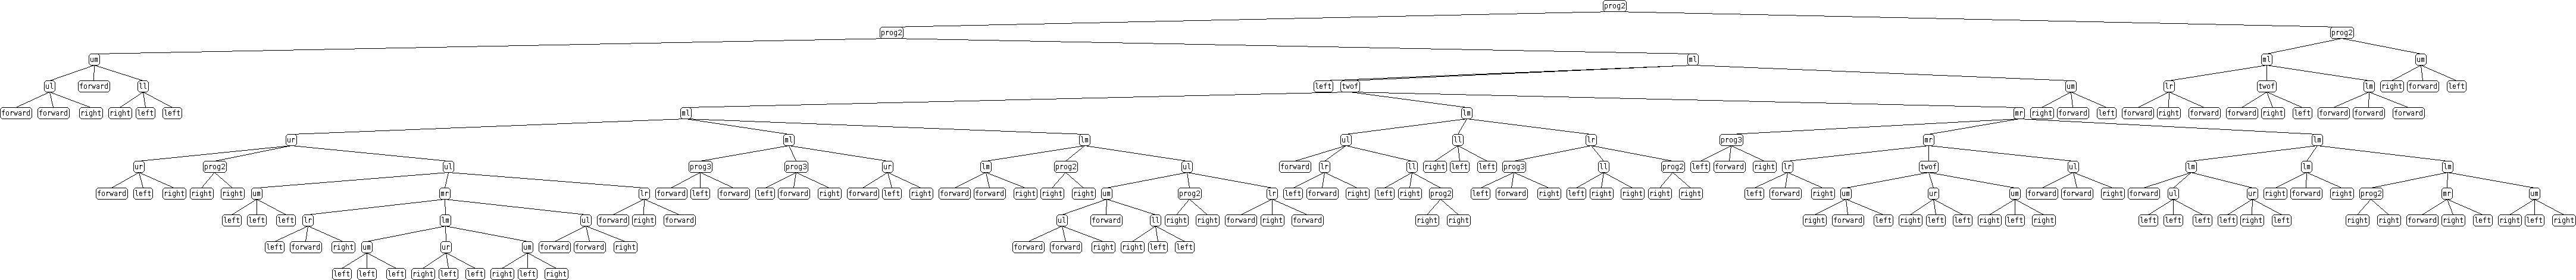 prog2
prog2 prog2
um ml ml um
ul forward ll left twof um lr twof lm right forward left
forward forward right right left left ml lm mr right forward left forward right forward forward right left forward forward forward
ur ml lm ul ll lr prog3 mr lm
ur prog2 ul prog3 prog3 ur lm prog2 ul forward lr ll right left left prog3 ll prog2 left forward right lr twof ul lm lm lm
forward left right right right um mr lr forward left forward left forward right forward left right forward forward right right right um prog2 lr left forward right left right prog2 left forward right left right right right right left forward right um ur um forward forward right forward ul ur right forward right prog2 mr um
left left left lr lm ul forward right forward ul forward ll right right forward right forward right right right forward left right left left right left right left left left left right left right right forward right left right left right
left forward right um ur um forward forward right forward forward right right left left
left left left right left left right left right